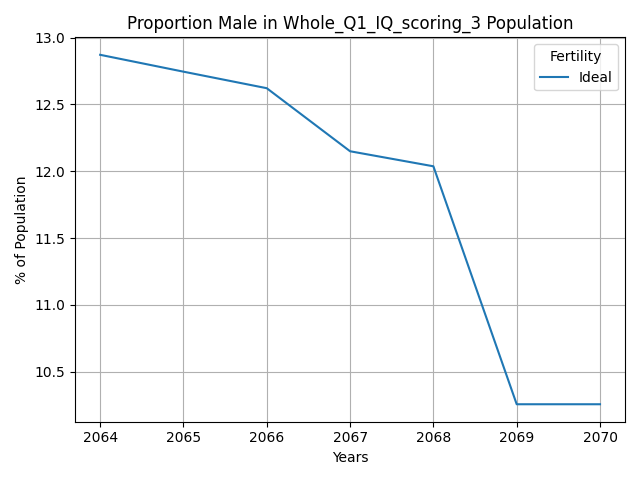 Proportion Male in Whole_Q1_IQ_scoring_3 Population
13.0
12.5
12.0
11.5
11.0
10.5
% of Population
Fertility
Ideal
2064 2065 2066 2067 2068 2069 2070
Years